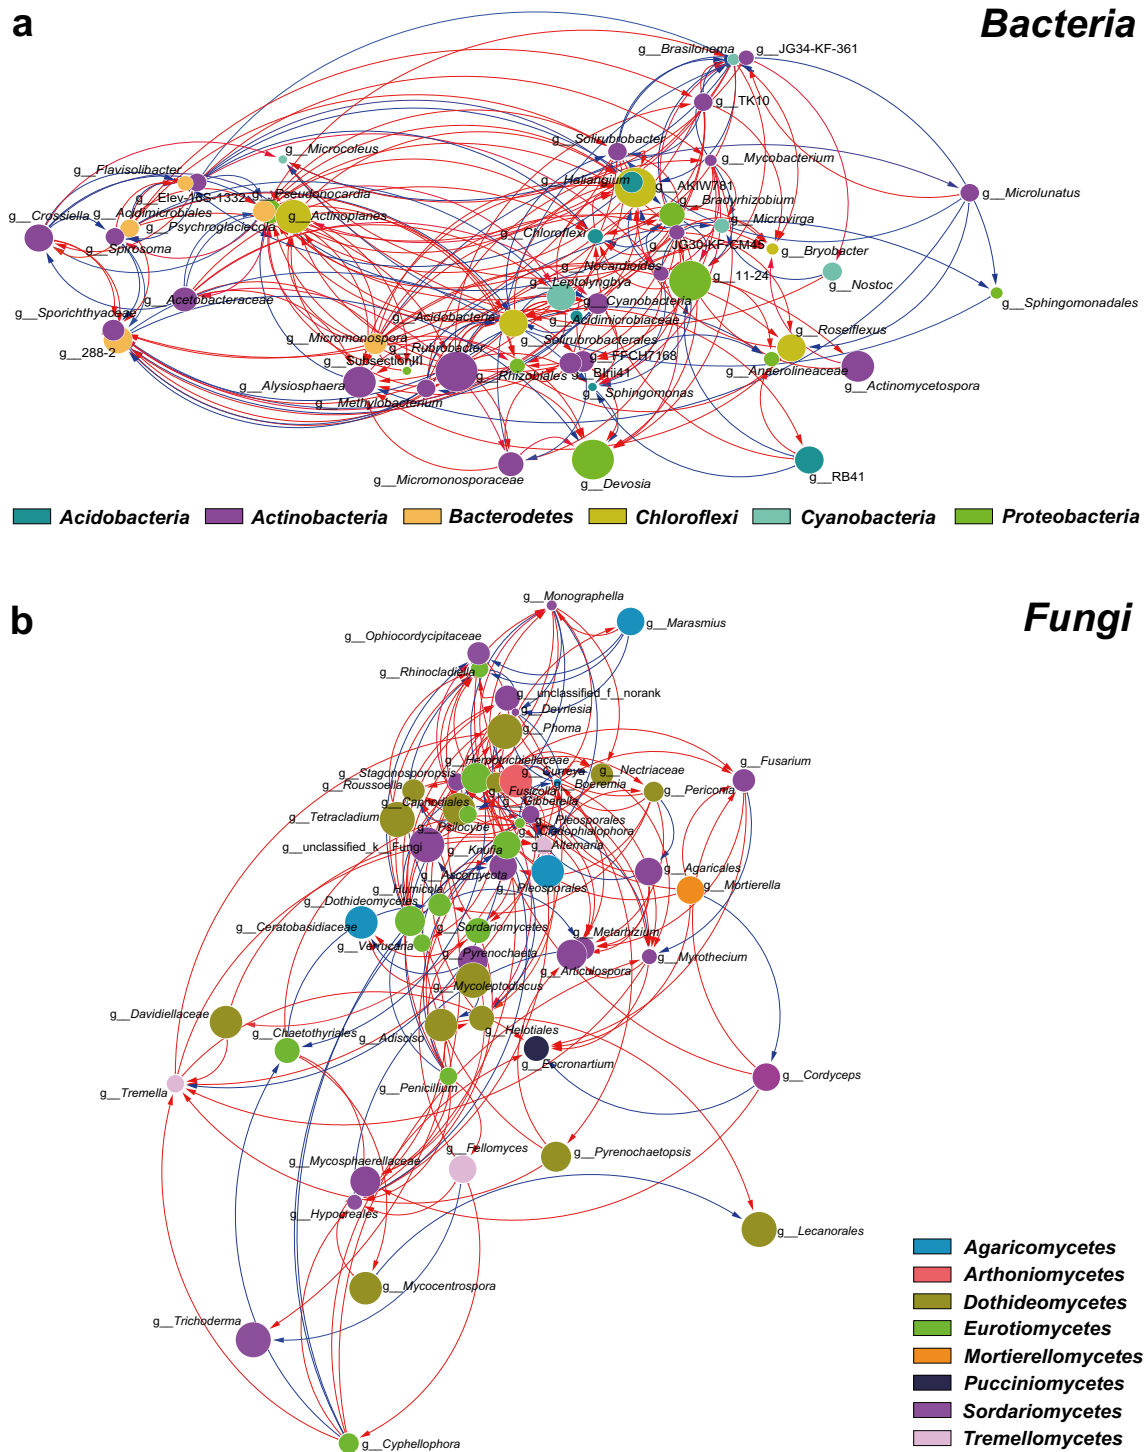 a
Bacteria
g__Brasilonema
g__JG34-KF-361
g__TK10
g__Solirubrobacter
g__Microcoleus
g__Mycobacterium
g__Flavisolibacter
g__Haliangium
g__AKIW781
g__Elev-16S-1332
g__Pseudonocardia
g__Bradyrhizobium
g__Microlunatus
g__Crossiella
g__Acidimicrobiales
g__Actinoplanes
g__Psychroglaciecola
g__Microvirga
g__Chloroflexi
g__JG30-KF-CM45
g__Spirosoma
g__Bryobacter
g__Nocardioides
g__11-24
g__Leptolyngbya
g__Nostoc
g__Acetobacteraceae
g__Cyanobacteria
g__Sphingomonadales
g__Sporichthyaceae
g__Acidobacteria
g__Acidimicrobiaceae
g__Micromonospora
g__Solirubrobacterales
g__Roseiflexus
g__288-2
g__Rubrobacter
g__SubsectionIII
g__FFCH7168
g__Rhizobiales
g__Blrii41
g__Anaerolineaceae
g__Alysiosphaera
g__Sphingomonas
g__Actinomycetospora
g__Methylobacterium
g__Micromonosporaceae
g__Devosia
g__RB41
Acidobacteria
Actinobacteria
Bacterodetes
Chloroflexi
Cyanobacteria
Proteobacteria
b
Fungi
g__Monographella
g__Marasmius
g__Ophiocordycipitaceae
g__Rhinocladiella
g__unclassified_f__norank
g__Devriesia
g__Phoma
g__Herpotrichiellaceae
g__Fusarium
g__Stagonosporopsis
g__Curreya
g__Nectriaceae
g__Roussoella
g__Boeremia
g__Fusicolla
g__Periconia
g__Capnodiales
g__Gibberella
g__Tetracladium
g__Pleosporales
g__Psilocybe
g__Cladophialophora
g__unclassified_k__Fungi
g__Knufia
g__Alternaria
g__Ascomycota
g__Agaricales
g__Humicola
g__Pleosporales
g__Mortierella
g__Dothideomycetes
g__Ceratobasidiaceae
g__Sordariomycetes
g__Metarhizium
g__Verrucaria
g__Pyrenochaeta
g__Myrothecium
g__Articulospora
g__Mycoleptodiscus
g__Davidiellaceae
g__Chaetothyriales
g__Helotiales
g__Adisciso
g__Eocronartium
g__Cordyceps
g__Tremella
g__Penicillium
g__Fellomyces
g__Pyrenochaetopsis
g__Mycosphaerellaceae
g__Hypocreales
g__Lecanorales
g__Mycocentrospora
g__Trichoderma
g__Cyphellophora
Agaricomycetes
Arthoniomycetes
Dothideomycetes
Eurotiomycetes
Mortierellomycetes
Pucciniomycetes
Sordariomycetes
Tremellomycetes